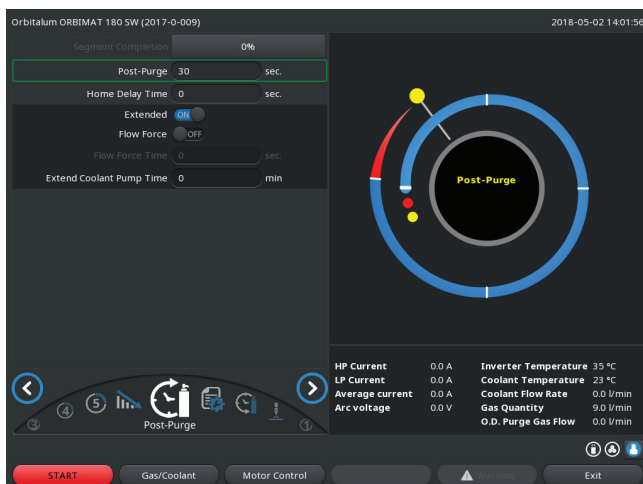 Orbitalum ORBIMAT 180 SW (2017-0-009) 2018-05-02 14:01:56
Segment Completion 0%
Post-Purge 30 sec.
Home Delay Time 0 sec.
Extended ON
Flow Force OFF
Flow Force Time 0 sec.
Extend Coolant Pump Time 0 min
Post-Purge
HP Current 0.0 A Inverter Temperature 35 °C
LP Current 0.0 A Coolant Temperature 23 °C
Average current 0.0 A Coolant Flow Rate 0.0 l/min
Arc voltage 0.0 V Gas Quantity 9.0 l/min
O.D. Purge Gas Flow 0.0 l/min
3 4 5 1
Post-Purge
START Gas/Coolant Motor Control Warning Exit